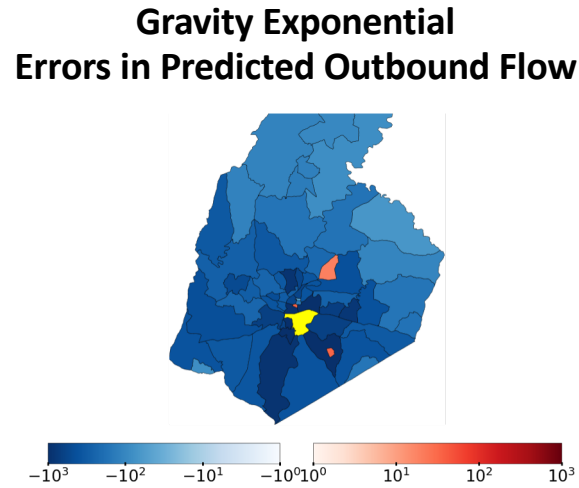 Gravity Exponential
Errors in Predicted Outbound Flow
−10³ −10² −10¹ −10⁰ 10⁰ 10¹ 10² 10³